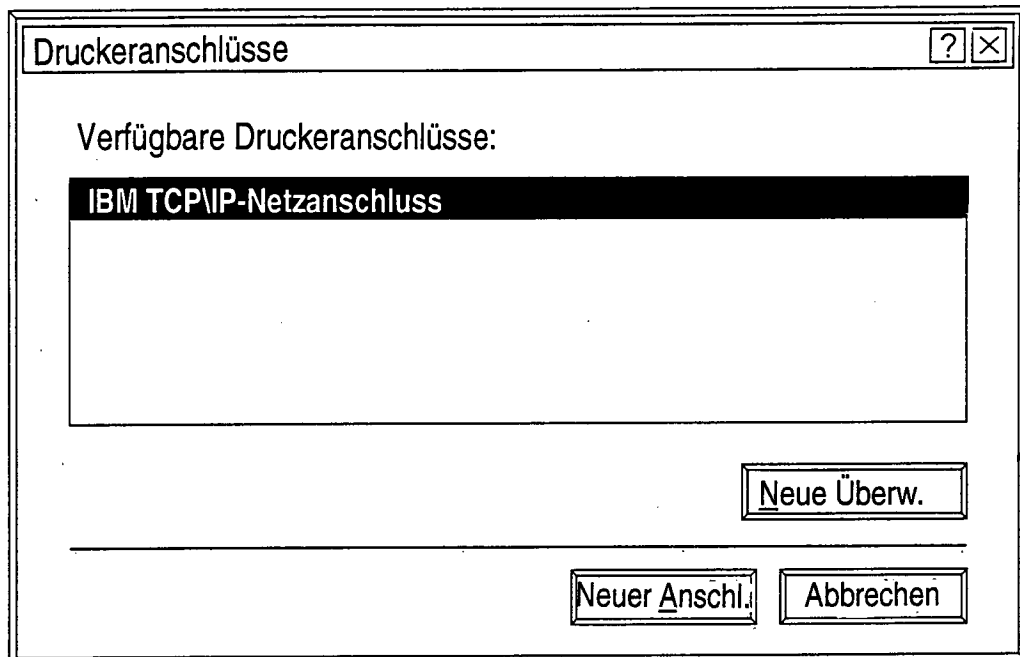 Druckeranschlüsse ? ×
Verfügbare Druckeranschlüsse:
IBM TCP\IP-Netzanschluss
Neue Überw.
Neuer Anschl. Abbrechen